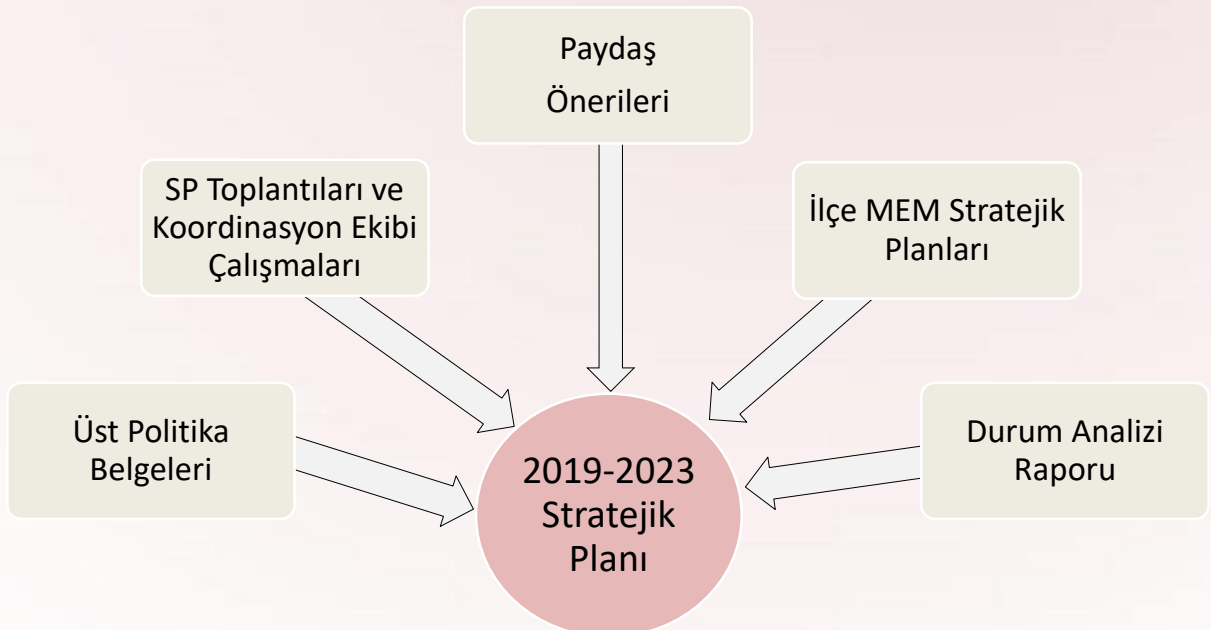 Paydaş
Önerileri
SP Toplantıları ve
Koordinasyon Ekibi
Çalışmaları
İlçe MEM Stratejik
Planları
Üst Politika
Belgeleri
Durum Analizi
Raporu
2019-2023
Stratejik
Planı